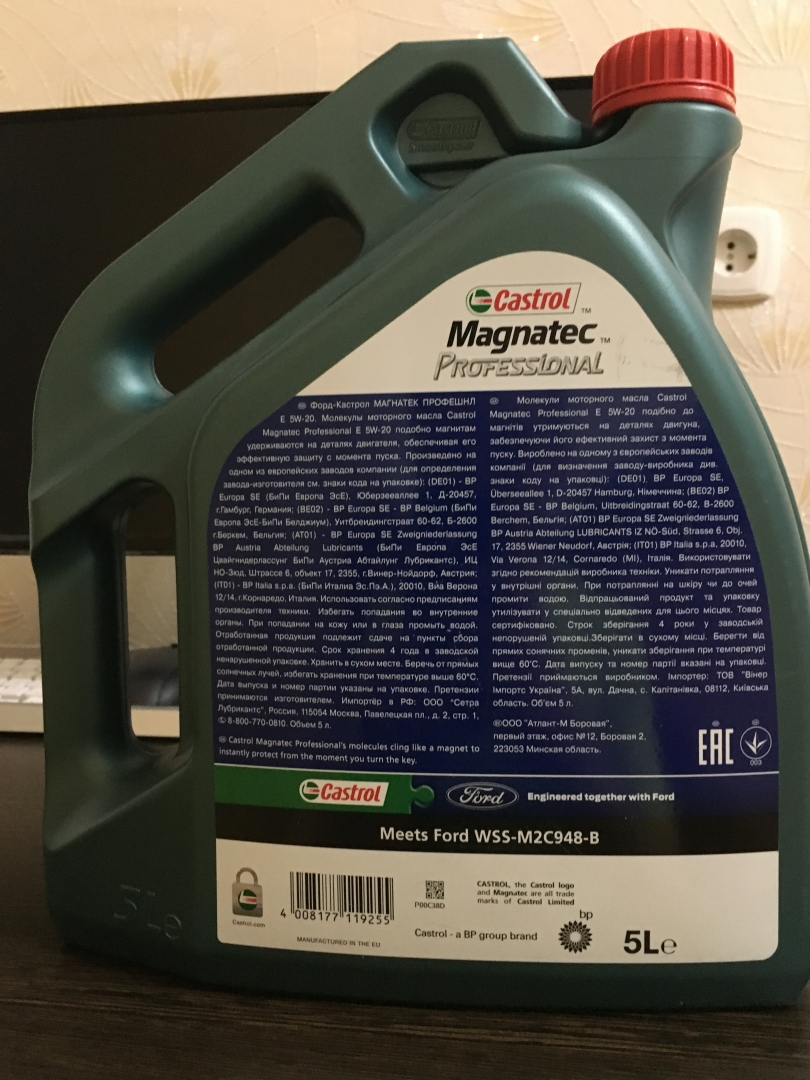 Castrol
Castrol
Magnatec
PROFESSIONAL
Форд-Кастрол МАГНАТЕК ПРОФЕШНЛ
E 5W-20. Молекулы моторного масла Castrol
Magnatec Professional E 5W-20 подобно магнитам
удерживаются на деталях двигателя, обеспечивая его
эффективную защиту с момента пуска. Произведено на
одном из европейских заводов компании (для определения
завода-изготовителя см. знаки кода на упаковке): (DE01) - BP
Europa SE (БиПи Европа ЭсЕ), Юберзееаллее 1, Д-20457,
г.Гамбург, Германия; (BE02) - BP Europa SE - BP Belgium (БиПи
Европа ЭсЕ-БиПи Белджиум), Уитбреидингстраат 60-62, Б-2600
г.Беркем, Бельгия; (AT01) - BP Europa SE Zweigniederlassung
BP Austria Abteilung Lubricants (БиПи Европа ЭсЕ
Цвайгнидерлассунг БиПи Аустриа Абтайлунг Лубрикантс), ИЦ
НО-Зюд, Штрассе 6, объект 17, 2355, г.Винер-Нойдорф, Австрия;
(IT01) - BP Italia s.p.a. (БиПи Италиа Эс.Пэ.А.), 20010, Виа Верона
12/14, г.Корнаредо, Италия. Использовать согласно предписаниям
производителя техники. Избегать попадания во внутренние
органы. При попадании на кожу или в глаза промыть водой.
Отработанная продукция подлежит сдаче на пункты сбора
отработанной продукции. Срок хранения 4 года в заводской
ненарушенной упаковке. Хранить в сухом месте. Беречь от прямых
солнечных лучей, избегать хранения при температуре выше 60°C.
Дата выпуска и номер партии указаны на упаковке. Претензии
принимаются изготовителем. Импортёр в РФ: ООО "Сетра
Лубрикантс", Россия, 115054 Москва, Павелецкая пл., д. 2, стр. 1,
✆ 8-800-770-0810. Объем 5 л.
Castrol Magnatec Professional's molecules cling like a magnet to
instantly protect from the moment you turn the key.
Молекули моторного масла Castrol
Magnatec Professional E 5W-20 подібно до
магнітів утримуються на деталях двигуна,
забезпечуючи його ефективний захист з момента
пуску. Вироблено на одному з європейських заводів
компанії (для визначення заводу-виробника див.
знаки коду на упаковці): (DE01), BP Europa SE,
Überseeallee 1, D-20457 Hamburg, Німеччина; (BE02) BP
Europa SE - BP Belgium, Uitbreidingstraat 60-62, B-2600
Berchem, Бельгія; (AT01) BP Europa SE Zweigniederlassung
BP Austria Abteilung LUBRICANTS IZ NÖ-Süd, Strasse 6, Obj.
17, 2355 Wiener Neudorf, Австрія; (IT01) BP Italia s.p.a, 20010,
Via Verona 12/14, Cornaredo (MI), Італія. Використовувати
згідно рекомендацій виробника техніки. Уникати потрапляння
у внутрішні органи. При потраплянні на шкіру чи до очей
промити водою. Відпрацьований продукт та упаковку
утилізувати у спеціально відведених для цього місцях. Товар
сертифіковано. Строк зберігання 4 роки у заводській
непорушеній упаковці.Зберігати в сухому місці. Берегти від
прямих сонячних променів, уникати зберігання при температурі
вище 60°C. Дата випуску та номер партії вказані на упаковці.
Претензії приймаються виробником. Імпортер: ТОВ "Вінер
Імпортс Україна", 5А, вул. Дачна, с. Капітанівка, 08112, Київська
область. Об'єм 5 л.
ООО "Атлант-М Боровая",
первый этаж, офис №12, Боровая 2,
223053 Минская область.
EAC
003
Castrol
Ford
Engineered together with Ford
Meets Ford WSS-M2C948-B
Castrol.com
4 008177 119255
P00C38D
MANUFACTURED IN THE EU
CASTROL, the Castrol logo
and Magnatec are all trade
marks of Castrol Limited
Castrol - a BP group brand
bp
5L e
5Le